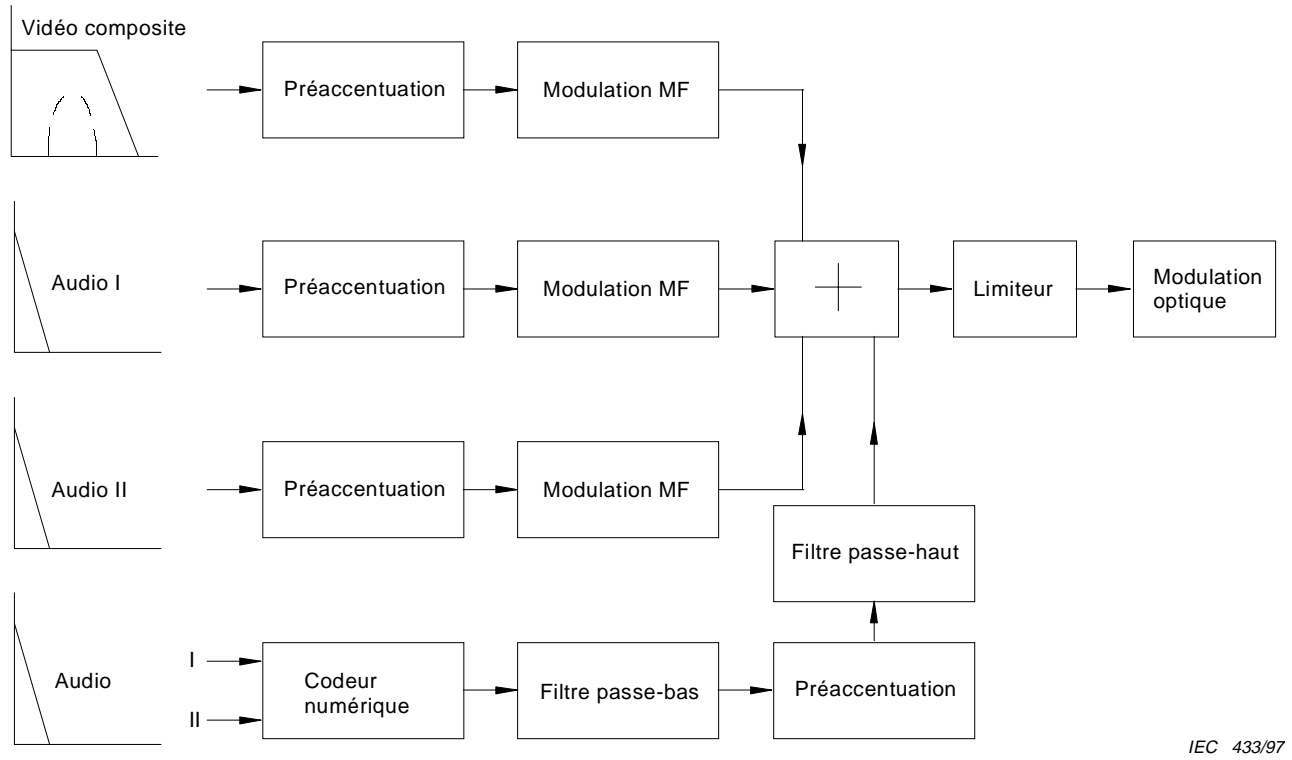 Vidéo composite
Préaccentuation
Modulation MF
Audio I
Préaccentuation
Modulation MF
Limiteur
Modulation
optique
Audio II
Préaccentuation
Modulation MF
Filtre passe-haut
Audio
I
II
Codeur
numérique
Filtre passe-bas
Préaccentuation
IEC 433/97